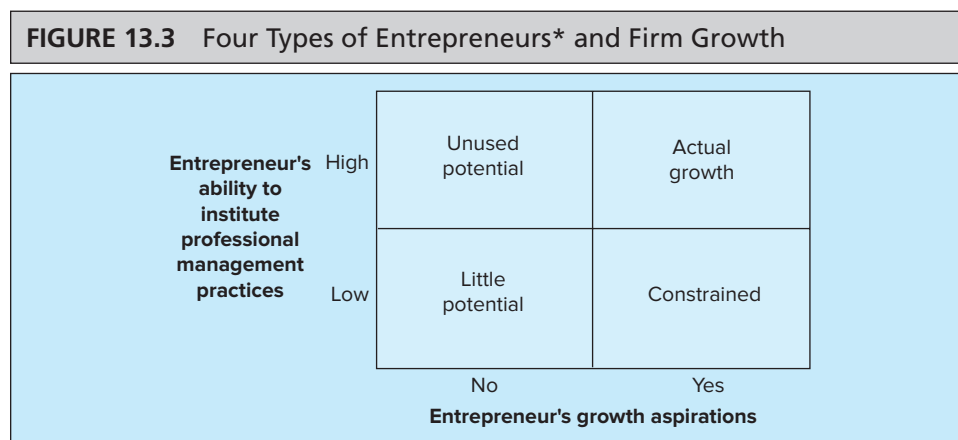 FIGURE 13.3 Four Types of Entrepreneurs* and Firm Growth
Entrepreneur's
ability to
institute
professional
management
practices
High
Unused
potential
Actual
growth
Low
Little
potential
Constrained
No
Yes
Entrepreneur's growth aspirations